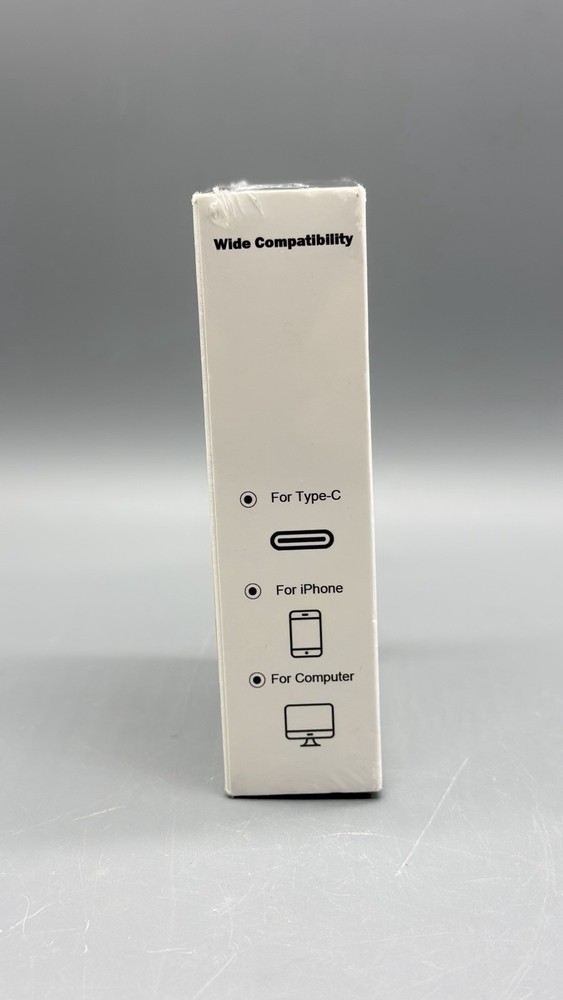 Wide Compatibility
For Type-C
For iPhone
For Computer